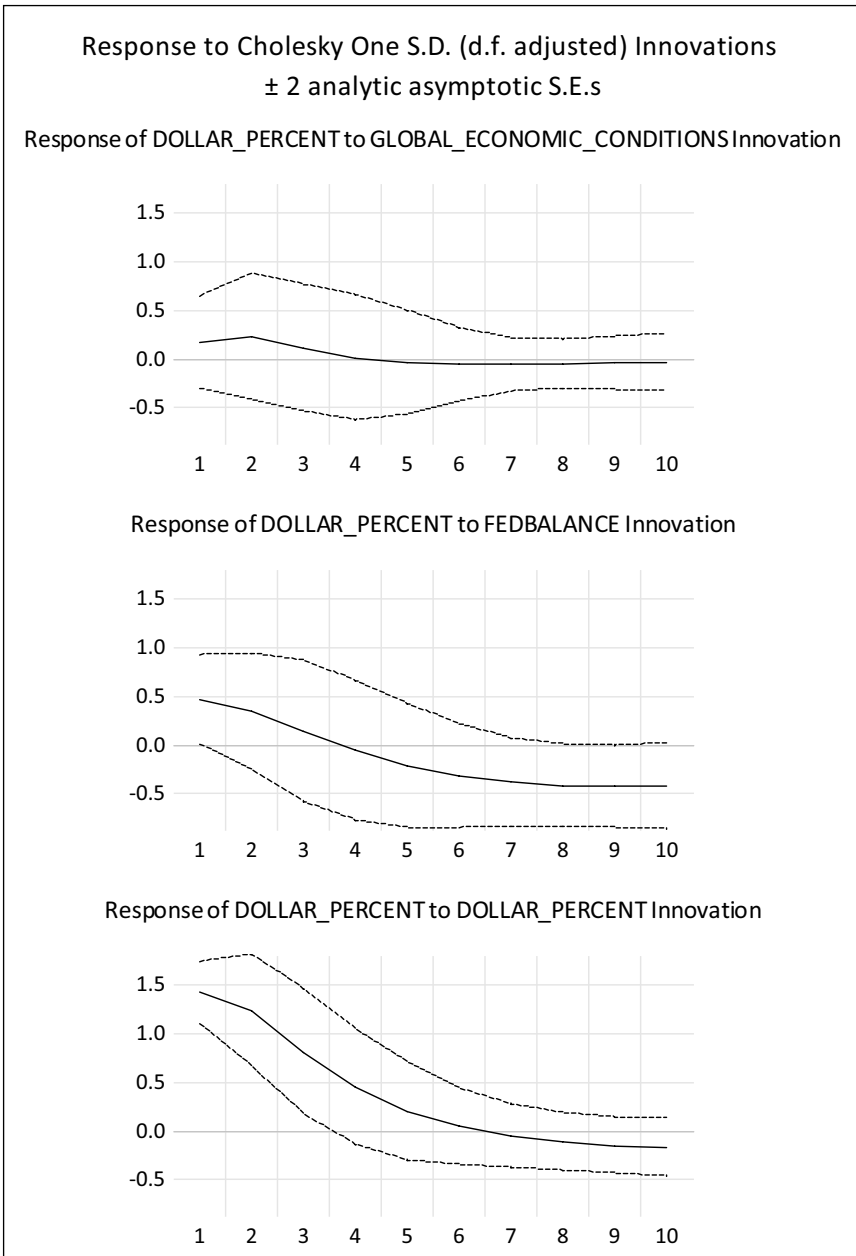 Response to Cholesky One S.D. (d.f. adjusted) Innovations
± 2 analytic asymptotic S.E.s
Response of DOLLAR_PERCENT to GLOBAL_ECONOMIC_CONDITIONS Innovation
1.5
1.0
0.5
0.0
-0.5
1 2 3 4 5 6 7 8 9 10
Response of DOLLAR_PERCENT to FEDBALANCE Innovation
1.5
1.0
0.5
0.0
-0.5
1 2 3 4 5 6 7 8 9 10
Response of DOLLAR_PERCENT to DOLLAR_PERCENT Innovation
1.5
1.0
0.5
0.0
-0.5
1 2 3 4 5 6 7 8 9 10